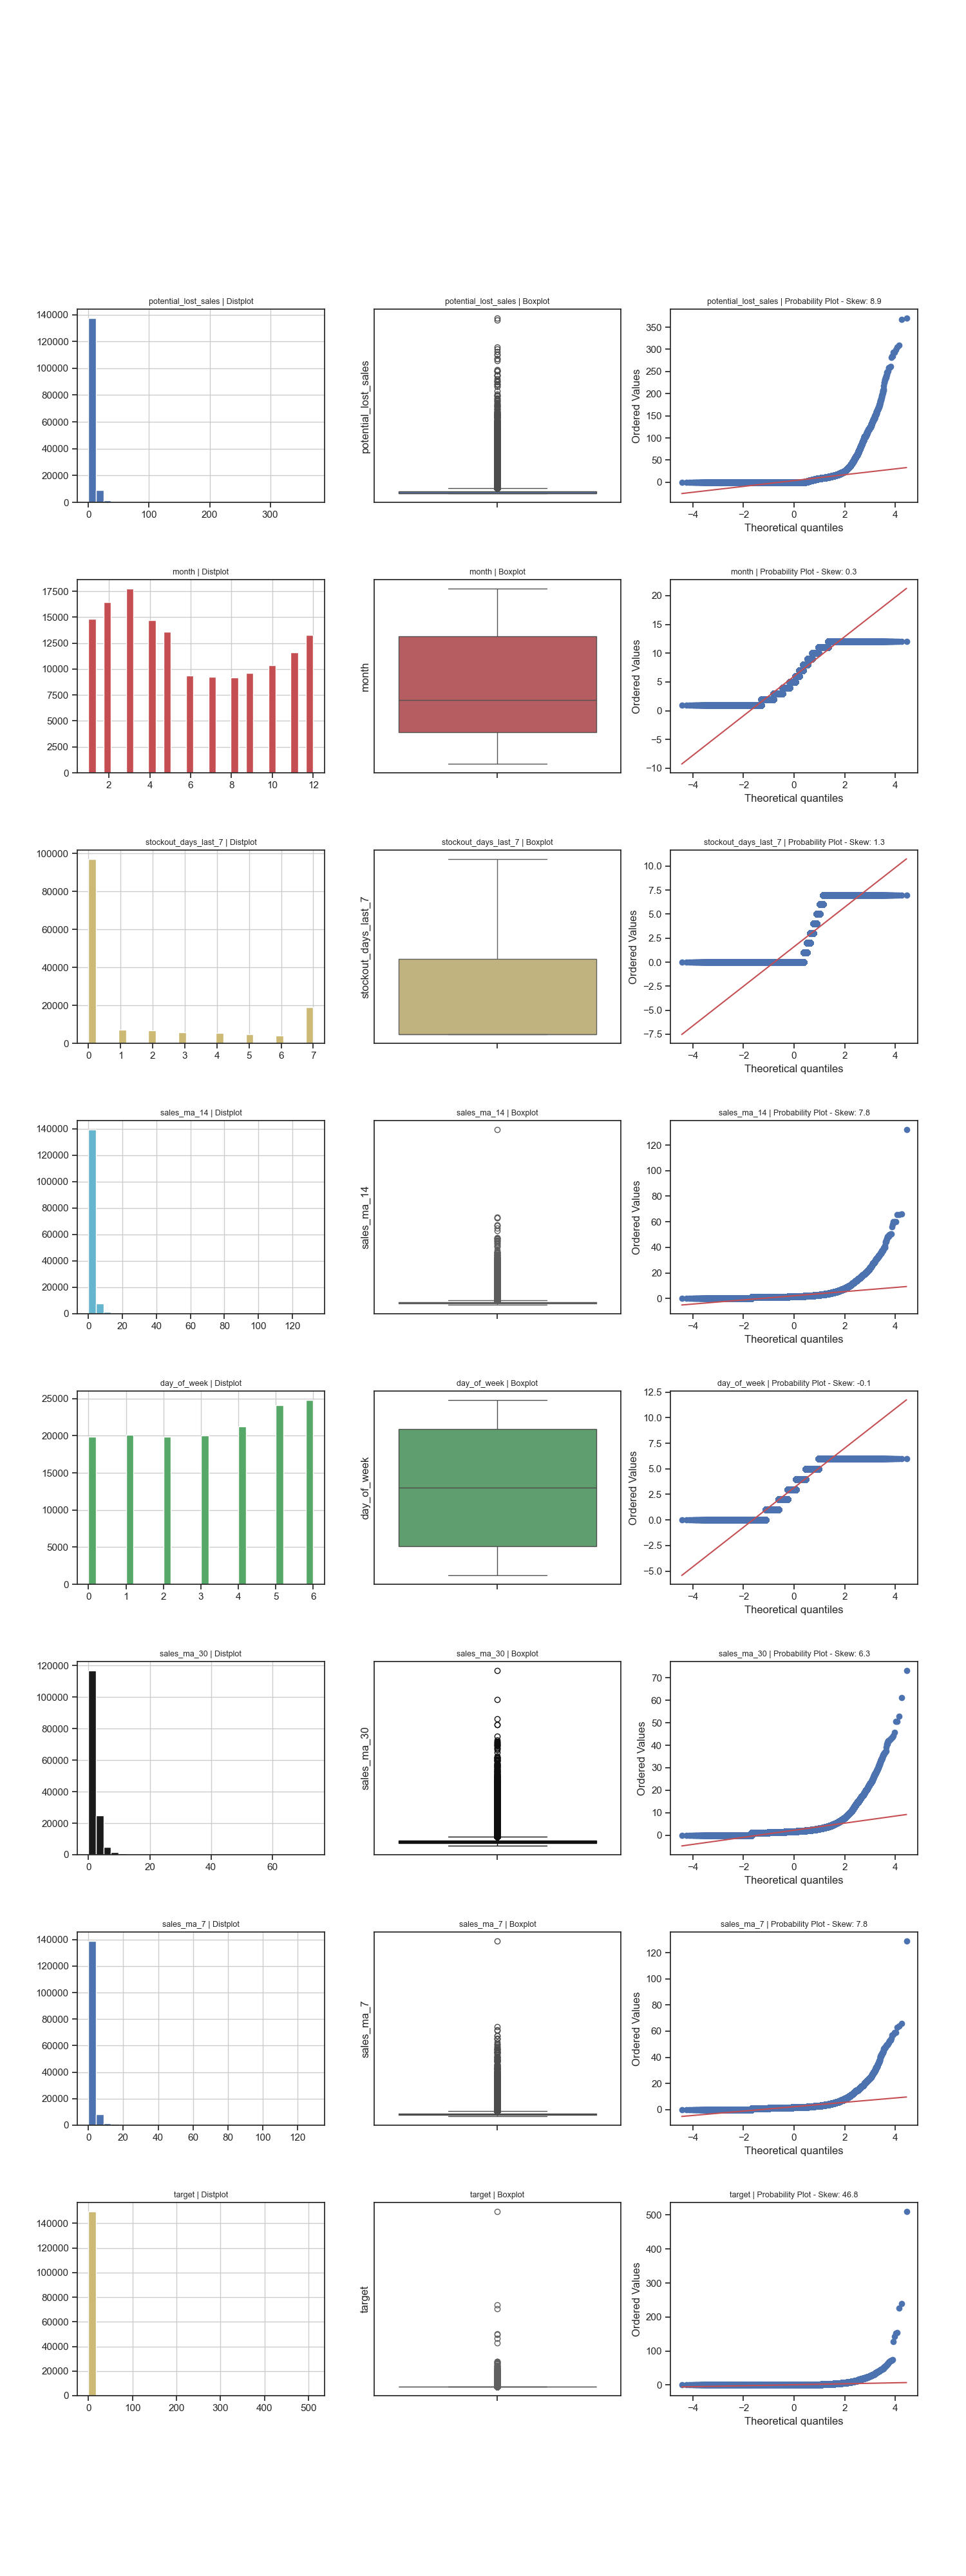 potential_lost_sales | Distplot
potential_lost_sales | Boxplot
potential_lost_sales | Probability Plot - Skew: 8.9
140000
120000
100000
80000
60000
40000
20000
0
0 100 200 300
potential_lost_sales
Ordered Values
350
300
250
200
150
100
50
0
−4 −2 0 2 4
Theoretical quantiles
month | Distplot
month | Boxplot
month | Probability Plot - Skew: 0.3
17500
15000
12500
10000
7500
5000
2500
0
2 4 6 8 10 12
month
Ordered Values
20
15
10
5
0
−5
−10
−4 −2 0 2 4
Theoretical quantiles
stockout_days_last_7 | Distplot
stockout_days_last_7 | Boxplot
stockout_days_last_7 | Probability Plot - Skew: 1.3
100000
80000
60000
40000
20000
0
0 1 2 3 4 5 6 7
stockout_days_last_7
Ordered Values
10.0
7.5
5.0
2.5
0.0
−2.5
−5.0
−7.5
−4 −2 0 2 4
Theoretical quantiles
sales_ma_14 | Distplot
sales_ma_14 | Boxplot
sales_ma_14 | Probability Plot - Skew: 7.8
140000
120000
100000
80000
60000
40000
20000
0
0 20 40 60 80 100 120
sales_ma_14
Ordered Values
120
100
80
60
40
20
0
−4 −2 0 2 4
Theoretical quantiles
day_of_week | Distplot
day_of_week | Boxplot
day_of_week | Probability Plot - Skew: -0.1
25000
20000
15000
10000
5000
0
0 1 2 3 4 5 6
day_of_week
Ordered Values
12.5
10.0
7.5
5.0
2.5
0.0
−2.5
−5.0
−4 −2 0 2 4
Theoretical quantiles
sales_ma_30 | Distplot
sales_ma_30 | Boxplot
sales_ma_30 | Probability Plot - Skew: 6.3
120000
100000
80000
60000
40000
20000
0
0 20 40 60
sales_ma_30
Ordered Values
70
60
50
40
30
20
10
0
−4 −2 0 2 4
Theoretical quantiles
sales_ma_7 | Distplot
sales_ma_7 | Boxplot
sales_ma_7 | Probability Plot - Skew: 7.8
140000
120000
100000
80000
60000
40000
20000
0
0 20 40 60 80 100 120
sales_ma_7
Ordered Values
120
100
80
60
40
20
0
−4 −2 0 2 4
Theoretical quantiles
target | Distplot
target | Boxplot
target | Probability Plot - Skew: 46.8
140000
120000
100000
80000
60000
40000
20000
0
0 100 200 300 400 500
target
Ordered Values
500
400
300
200
100
0
−4 −2 0 2 4
Theoretical quantiles